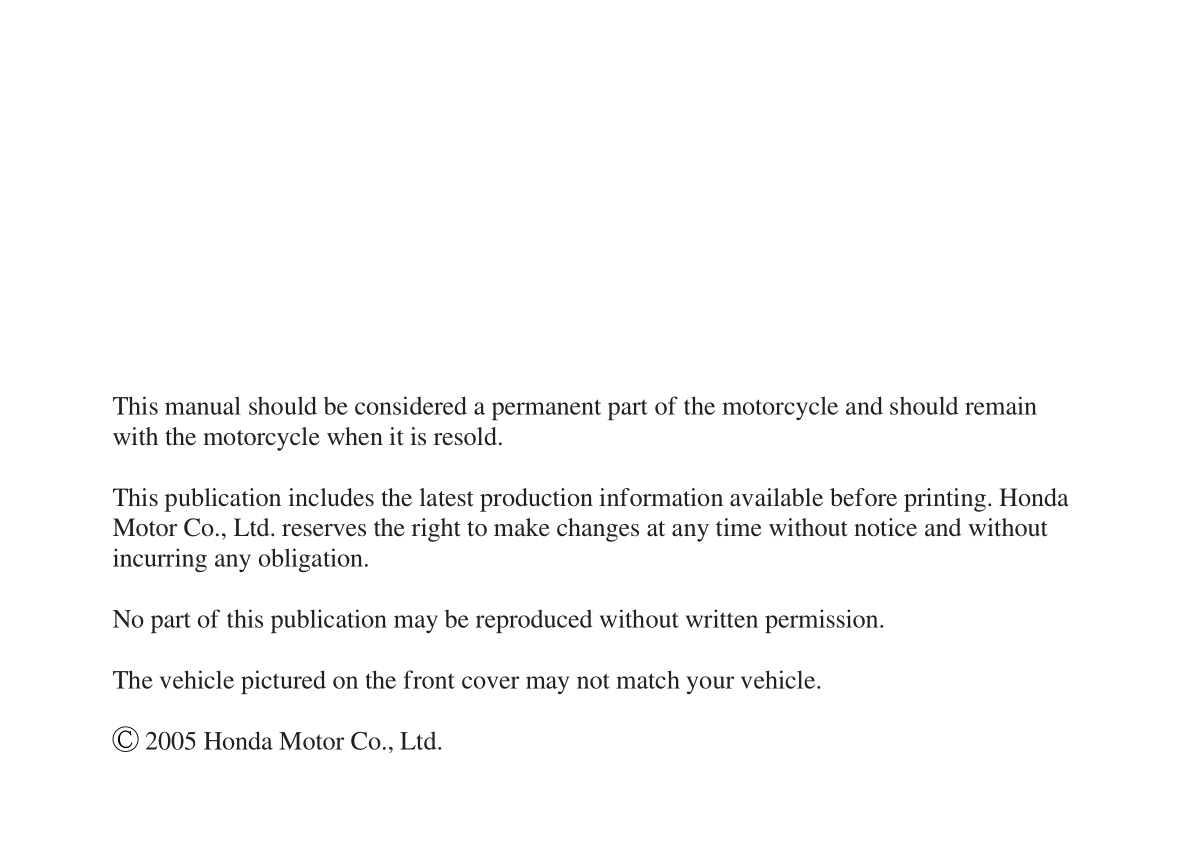 This manual should be considered a permanent part of the motorcycle and should remain
with the motorcycle when it is resold.
This publication includes the latest production information available before printing. Honda
Motor Co., Ltd. reserves the right to make changes at any time without notice and without
incurring any obligation.
No part of this publication may be reproduced without written permission.
The vehicle pictured on the front cover may not match your vehicle.
© 2005 Honda Motor Co., Ltd.